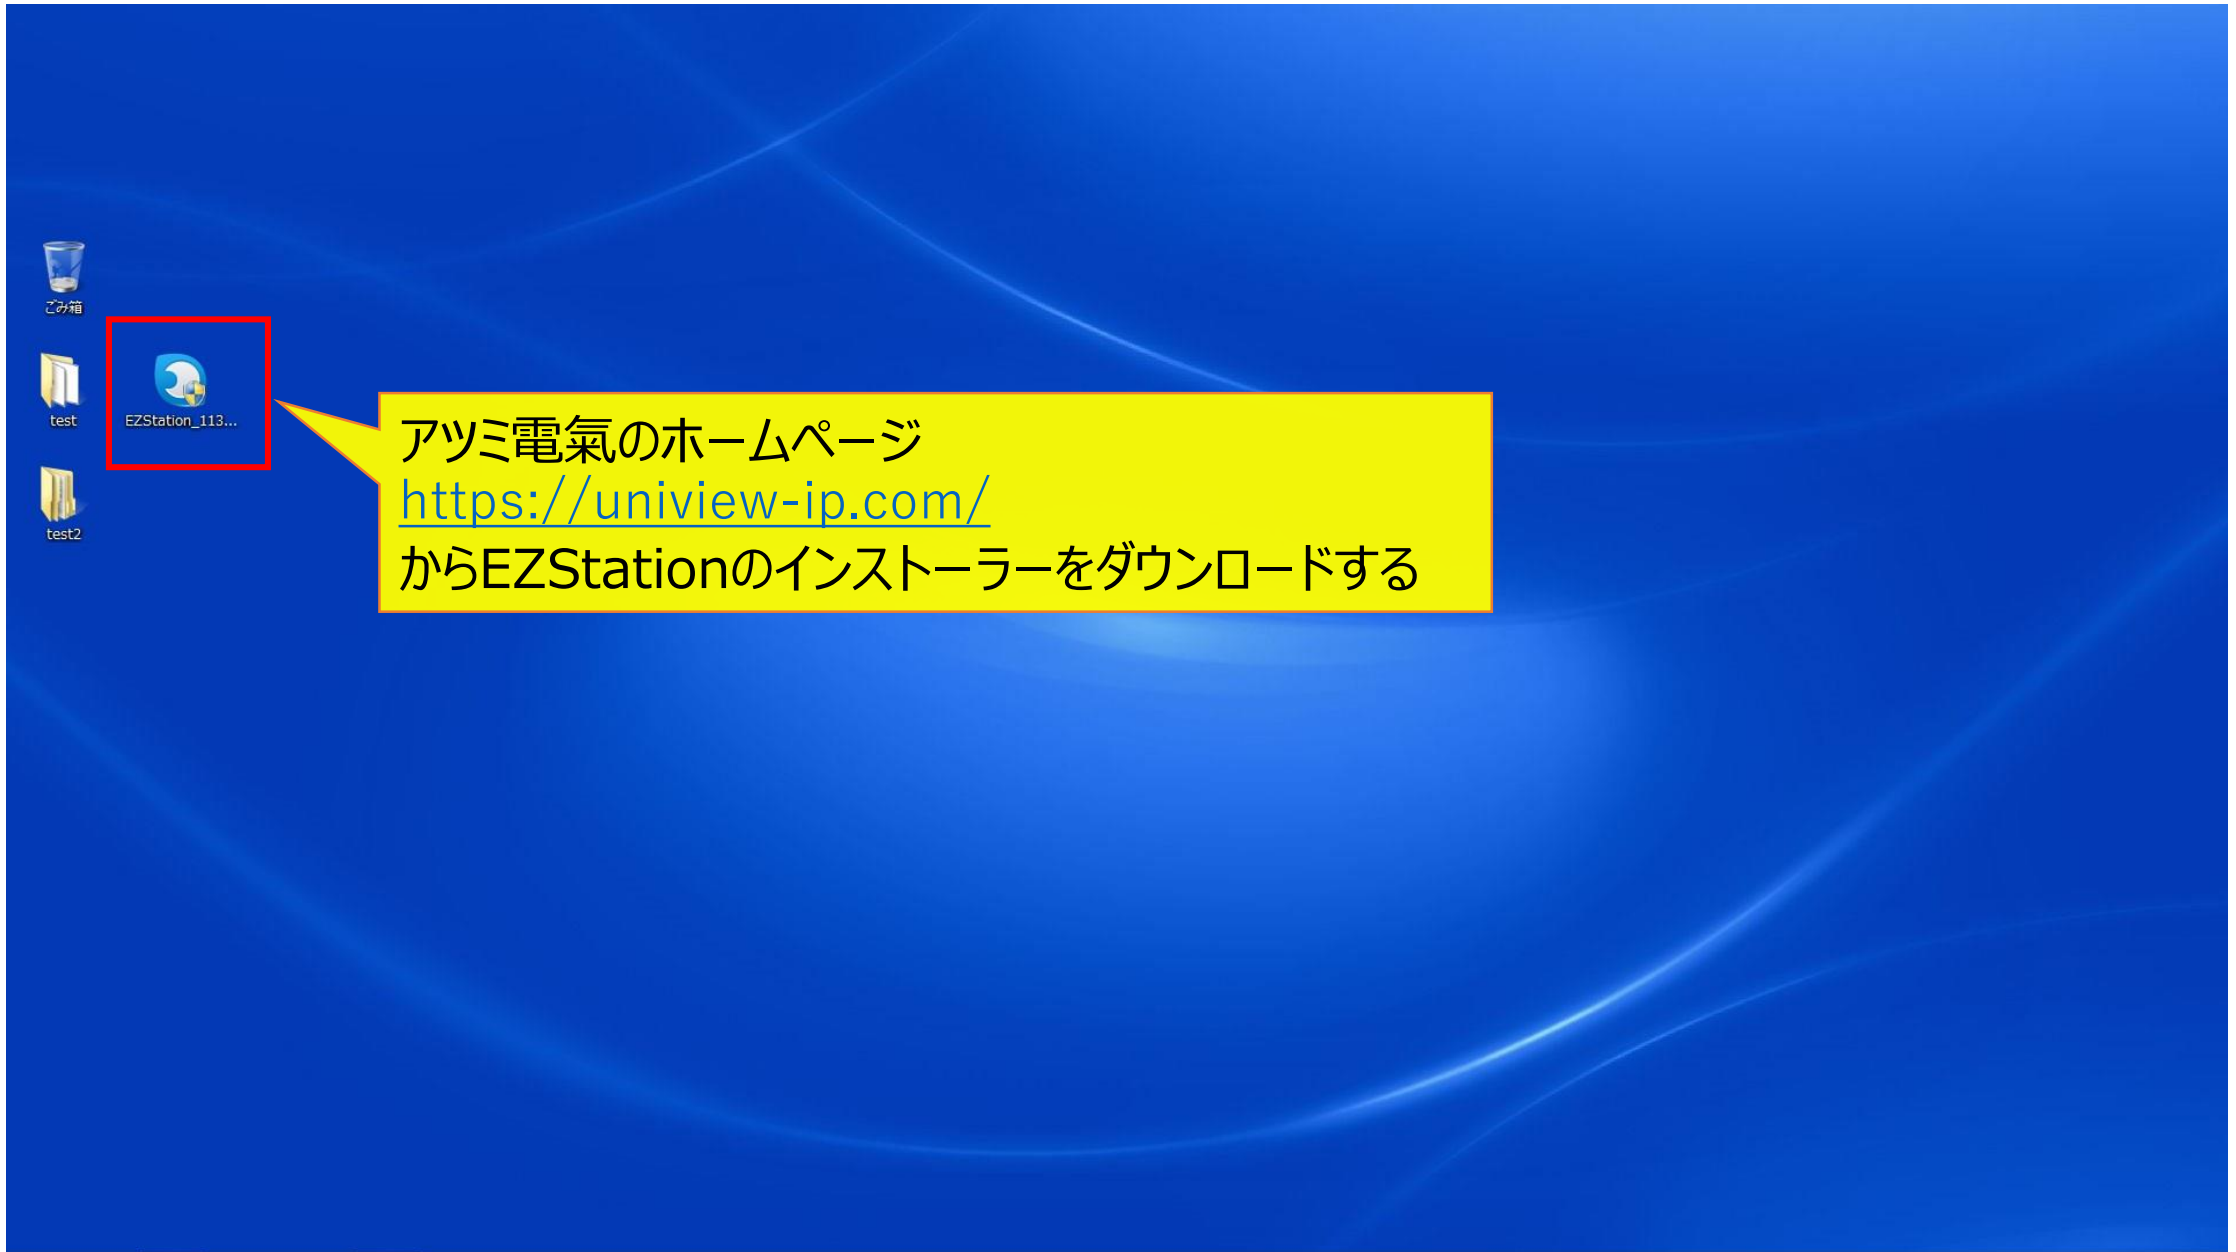 ごみ箱
test
EZStation_113...
test2
アツミ電氣のホームページ
https://uniview-ip.com/
からEZStationのインストーラーをダウンロードする